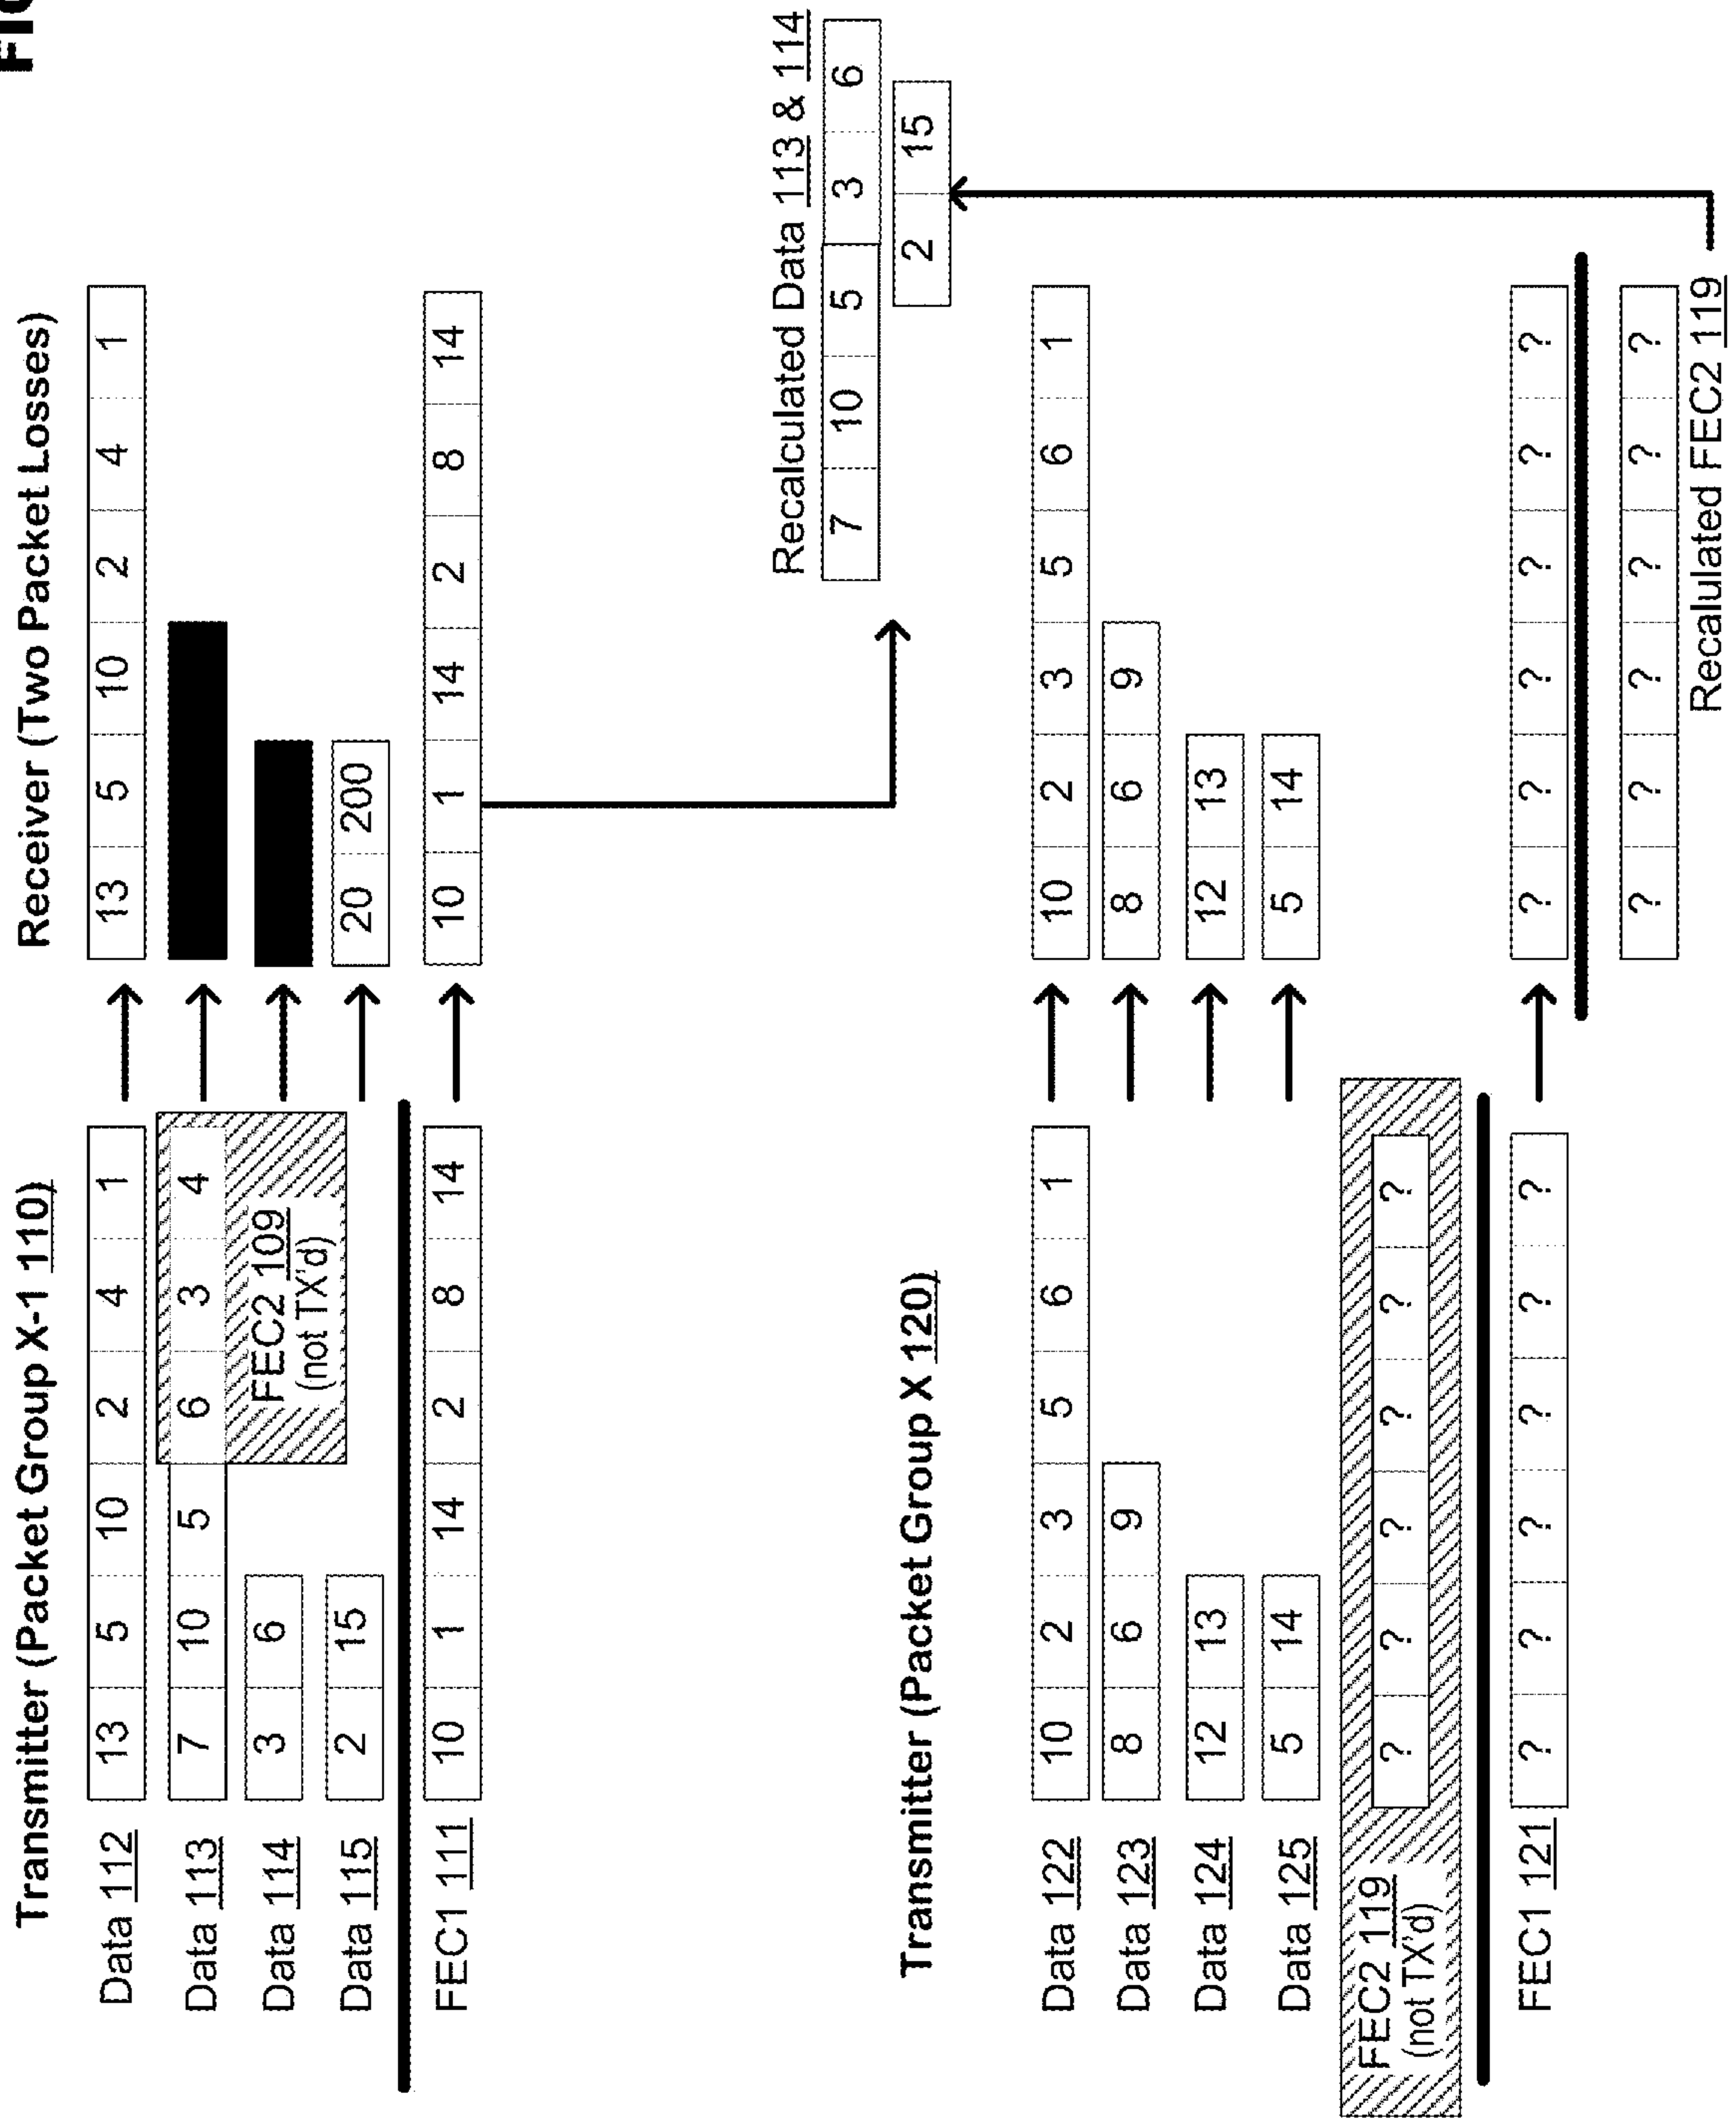 Transmitter (Packet Group X-1 110)
Receiver (Two Packet Losses)
Data 112 13 5 10 2 4 1
13 5 10 2 4 1
Data 113 7 10 5 6 3 4
Data 114 3 6
FEC2 109
(not TX'd)
Data 115 2 15
20 200
FEC1 111 10 1 14 2 8 14
10 1 14 2 8 14
Recalculated Data 113 & 114
7 10 5 3 6
2 15
Transmitter (Packet Group X 120)
Data 122 10 2 3 5 6 1
10 2 3 5 6 1
Data 123 8 6 9
8 6 9
Data 124 12 13
12 13
Data 125 5 14
5 14
FEC2 119
(not TX'd)
? ? ? ? ? ?
FEC1 121 ? ? ? ? ? ?
? ? ? ? ? ?
? ? ? ? ? ?
Recalulated FEC2 119